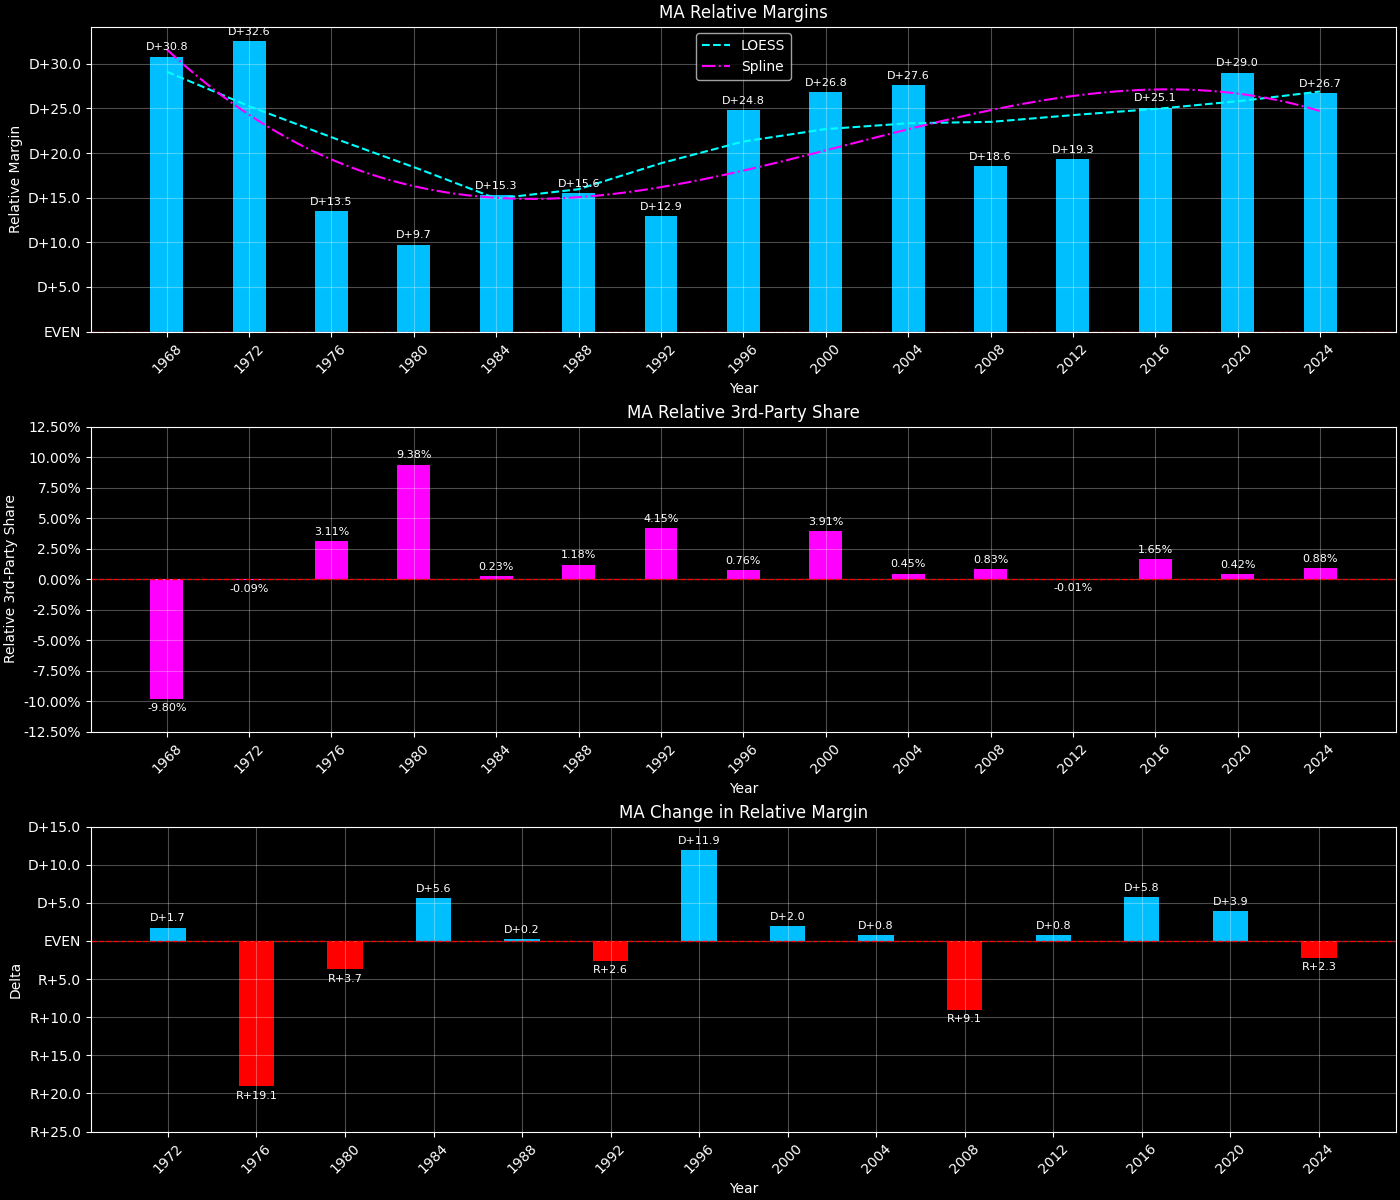 MA Relative Margins
Relative Margin
D+30.0
D+25.0
D+20.0
D+15.0
D+10.0
D+5.0
EVEN
LOESS
Spline
D+30.8
D+32.6
D+13.5
D+9.7
D+15.3
D+15.6
D+12.9
D+24.8
D+26.8
D+27.6
D+18.6
D+19.3
D+25.1
D+29.0
D+26.7
1968
1972
1976
1980
1984
1988
1992
1996
2000
2004
2008
2012
2016
2020
2024
Year
MA Relative 3rd-Party Share
Relative 3rd-Party Share
12.50%
10.00%
7.50%
5.00%
2.50%
0.00%
-2.50%
-5.00%
-7.50%
-10.00%
-12.50%
-9.80%
-0.09%
3.11%
9.38%
0.23%
1.18%
4.15%
0.76%
3.91%
0.45%
0.83%
-0.01%
1.65%
0.42%
0.88%
1968
1972
1976
1980
1984
1988
1992
1996
2000
2004
2008
2012
2016
2020
2024
Year
MA Change in Relative Margin
Delta
D+15.0
D+10.0
D+5.0
EVEN
R+5.0
R+10.0
R+15.0
R+20.0
R+25.0
D+1.7
R+19.1
R+3.7
D+5.6
D+0.2
R+2.6
D+11.9
D+2.0
D+0.8
R+9.1
D+0.8
D+5.8
D+3.9
R+2.3
1972
1976
1980
1984
1988
1992
1996
2000
2004
2008
2012
2016
2020
2024
Year